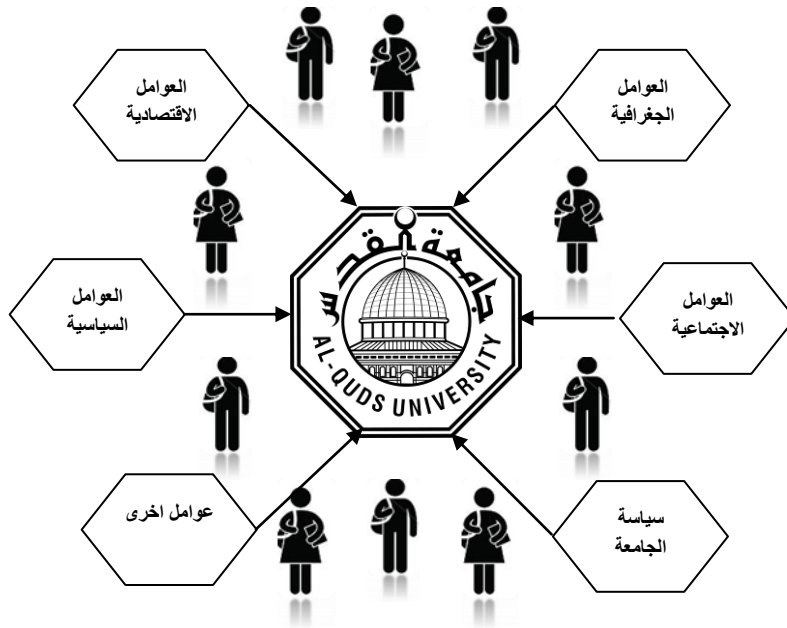 العوامل
الجغرافية
العوامل
الاقتصادية
جامعة القدس
AL-QUDS UNIVERSITY
العوامل
الاجتماعية
العوامل
السياسية
سياسة
الجامعة
عوامل اخرى